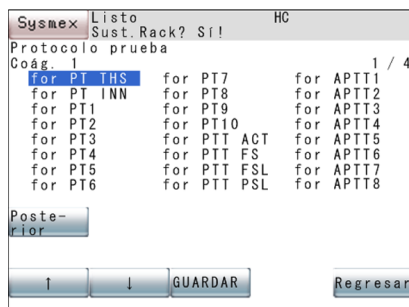 Sysmex Listo HC
Sust.Rack? Sí!
Protocolo prueba
Coág. 1 1 / 4
for PT THS for PT7 for APTT1
for PT INN for PT8 for APTT2
for PT1 for PT9 for APTT3
for PT2 for PT10 for APTT4
for PT3 for PTT ACT for APTT5
for PT4 for PTT FS for APTT6
for PT5 for PTT FSL for APTT7
for PT6 for PTT PSL for APTT8
Poste-
rior
↑ ↓ GUARDAR Regresar